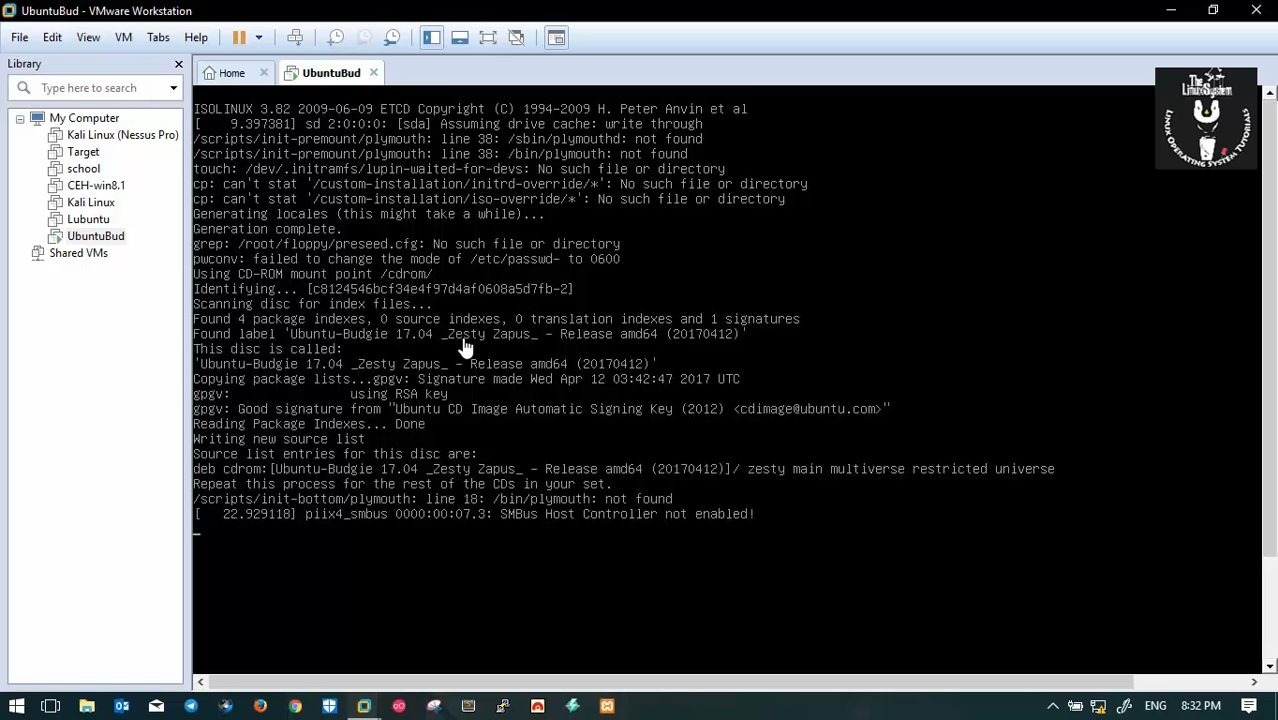 UbuntuBud - VMware Workstation
File Edit View VM Tabs Help
Library
Type here to search
My Computer
Kali Linux (Nessus Pro)
Target
school
CEH-win8.1
Kali Linux
Lubuntu
UbuntuBud
Shared VMs
Home UbuntuBud
The
LinuxSystem
LINUX OPERATING SYSTEM TUTORIALS
ISOLINUX 3.82 2009-06-09 ETCD Copyright (C) 1994-2009 H. Peter Anvin et al
[    9.397381] sd 2:0:0:0: [sda] Assuming drive cache: write through
/scripts/init-premount/plymouth: line 38: /sbin/plymouthd: not found
/scripts/init-premount/plymouth: line 38: /bin/plymouth: not found
touch: /dev/.initramfs/lupin-waited-for-devs: No such file or directory
cp: can't stat '/custom-installation/initrd-override/*': No such file or directory
cp: can't stat '/custom-installation/iso-override/*': No such file or directory
Generating locales (this might take a while)...
Generation complete.
grep: /root/floppy/preseed.cfg: No such file or directory
pwconv: failed to change the mode of /etc/passwd- to 0600
Using CD-ROM mount point /cdrom/
Identifying... [c8124546bcf34e4f97d4af0608a5d7fb-2]
Scanning disc for index files...
Found 4 package indexes, 0 source indexes, 0 translation indexes and 1 signatures
Found label 'Ubuntu-Budgie 17.04 _Zesty Zapus_ - Release amd64 (20170412)'
This disc is called:
'Ubuntu-Budgie 17.04 _Zesty Zapus_ - Release amd64 (20170412)'
Copying package lists...gpgv: Signature made Wed Apr 12 03:42:47 2017 UTC
gpgv:                using RSA key
gpgv: Good signature from "Ubuntu CD Image Automatic Signing Key (2012) <cdimage@ubuntu.com>"
Reading Package Indexes... Done
Writing new source list
Source list entries for this disc are:
deb cdrom:[Ubuntu-Budgie 17.04 _Zesty Zapus_ - Release amd64 (20170412)]/ zesty main multiverse restricted universe
Repeat this process for the rest of the CDs in your set.
/scripts/init-bottom/plymouth: line 18: /bin/plymouth: not found
[   22.929118] piix4_smbus 0000:00:07.3: SMBus Host Controller not enabled!
8:32 PM